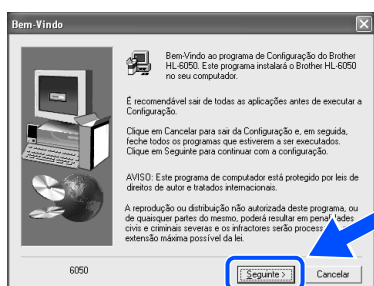 Bem-Vindo
Bem-Vindo ao programa de Configuração do Brother
HL-6050. Este programa instalará o Brother HL-6050
no seu computador.
É recomendável sair de todas as aplicações antes de executar a
Configuração.
Clique em Cancelar para sair da Configuração e, em seguida,
feche todos os programas que estiverem a ser executados.
Clique em Seguinte para continuar com a configuração.
AVISO: Este programa de computador está protegido por leis de
direitos de autor e tratados internacionais.
A reprodução ou distribuição não autorizada deste programa, ou
de quaisquer partes do mesmo, poderá resultar em penalidades
civis e criminais severas e os infractores serão
extensão máxima possível da lei.
6050
Seguinte >
Cancelar